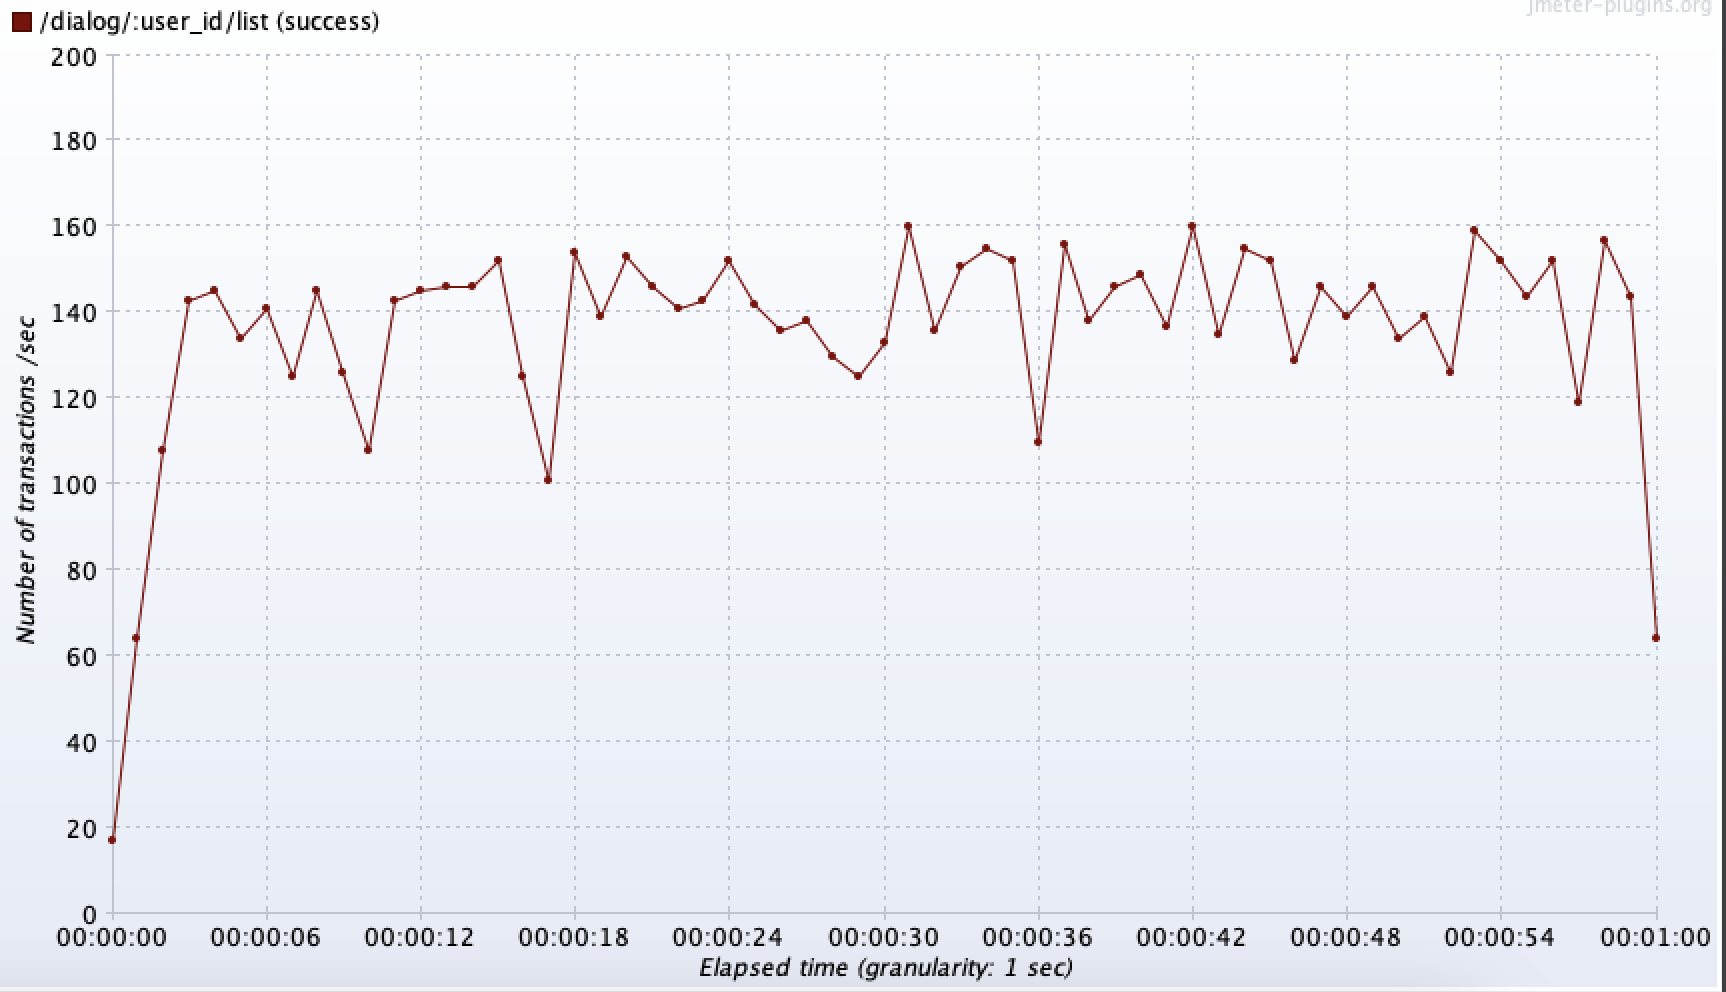 jmeter-plugins.org
/dialog/:user_id/list (success)
200
180
160
140
120
100
80
60
40
20
0
Number of transactions /sec
00:00:00 00:00:06 00:00:12 00:00:18 00:00:24 00:00:30 00:00:36 00:00:42 00:00:48 00:00:54 00:01:00
Elapsed time (granularity: 1 sec)